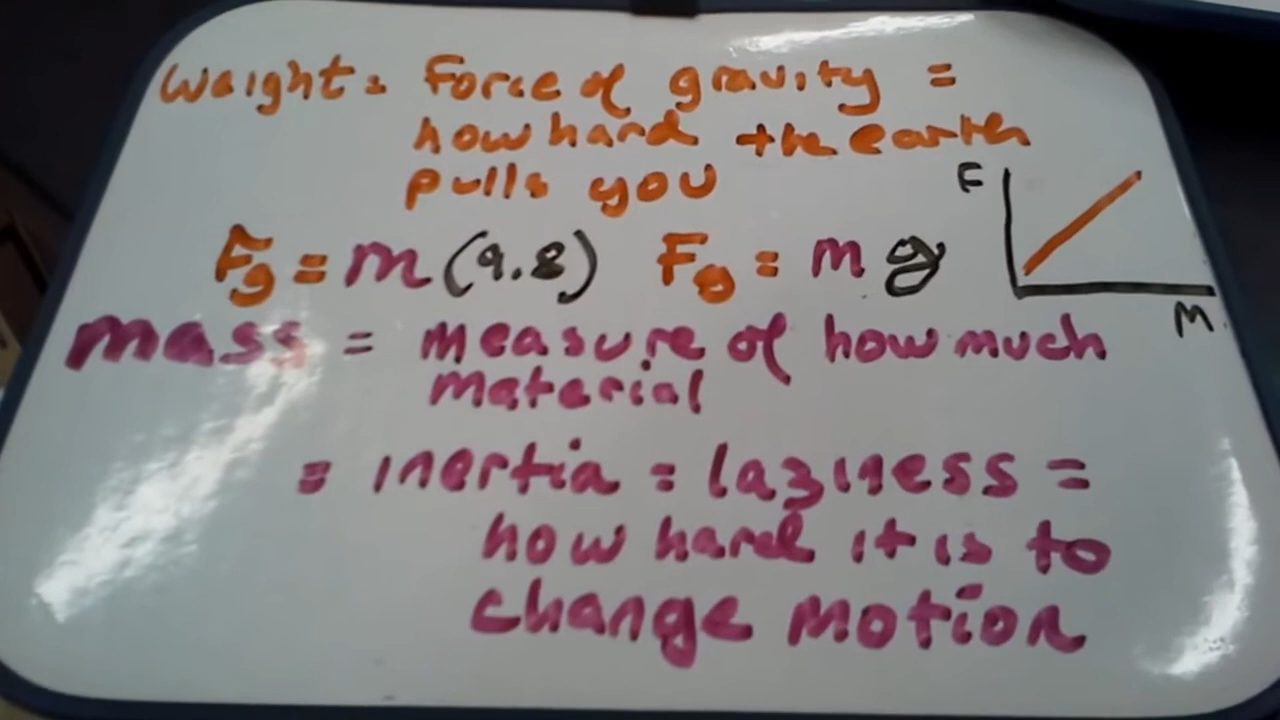 Weight = Force of gravity =
how hard the earth
pulls you
F
Fg = m (9.8) Fg = m g
M
mass = measure of how much
material
= inertia = laziness =
how hard it is to
change motion